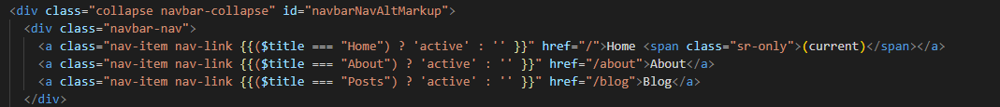 <div class="collapse navbar-collapse" id="navbarNavAltMarkup">
<div class="navbar-nav">
<a class="nav-item nav-link {{($title === "Home") ? 'active' : '' }}" href="/">Home <span class="sr-only">(current)</span></a>
<a class="nav-item nav-link {{($title === "About") ? 'active' : '' }}" href="/about">About</a>
<a class="nav-item nav-link {{($title === "Posts") ? 'active' : '' }}" href="/blog">Blog</a>
</div>